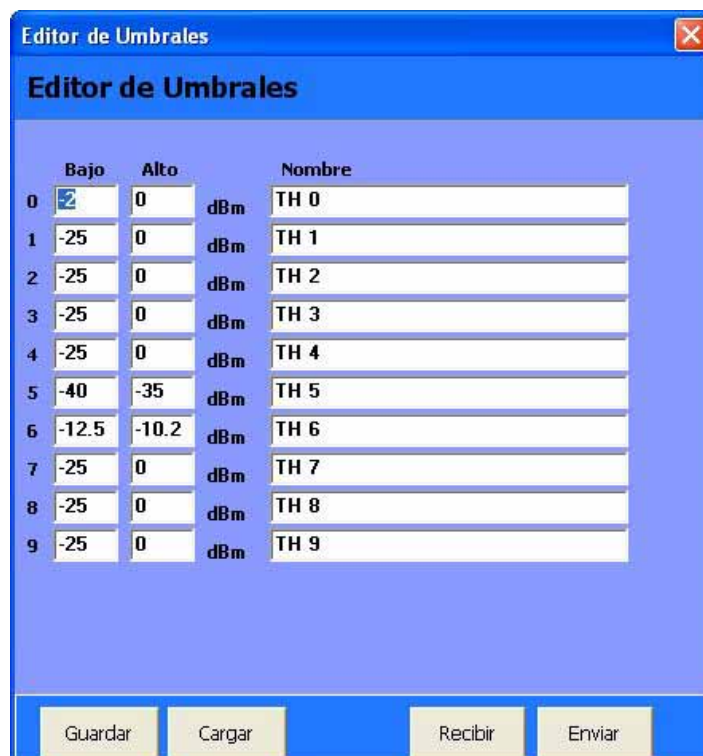 Editor de Umbrales
Editor de Umbrales
Bajo Alto Nombre
0 -2 0 dBm TH 0
1 -25 0 dBm TH 1
2 -25 0 dBm TH 2
3 -25 0 dBm TH 3
4 -25 0 dBm TH 4
5 -40 -35 dBm TH 5
6 -12.5 -10.2 dBm TH 6
7 -25 0 dBm TH 7
8 -25 0 dBm TH 8
9 -25 0 dBm TH 9
Guardar Cargar Recibir Enviar